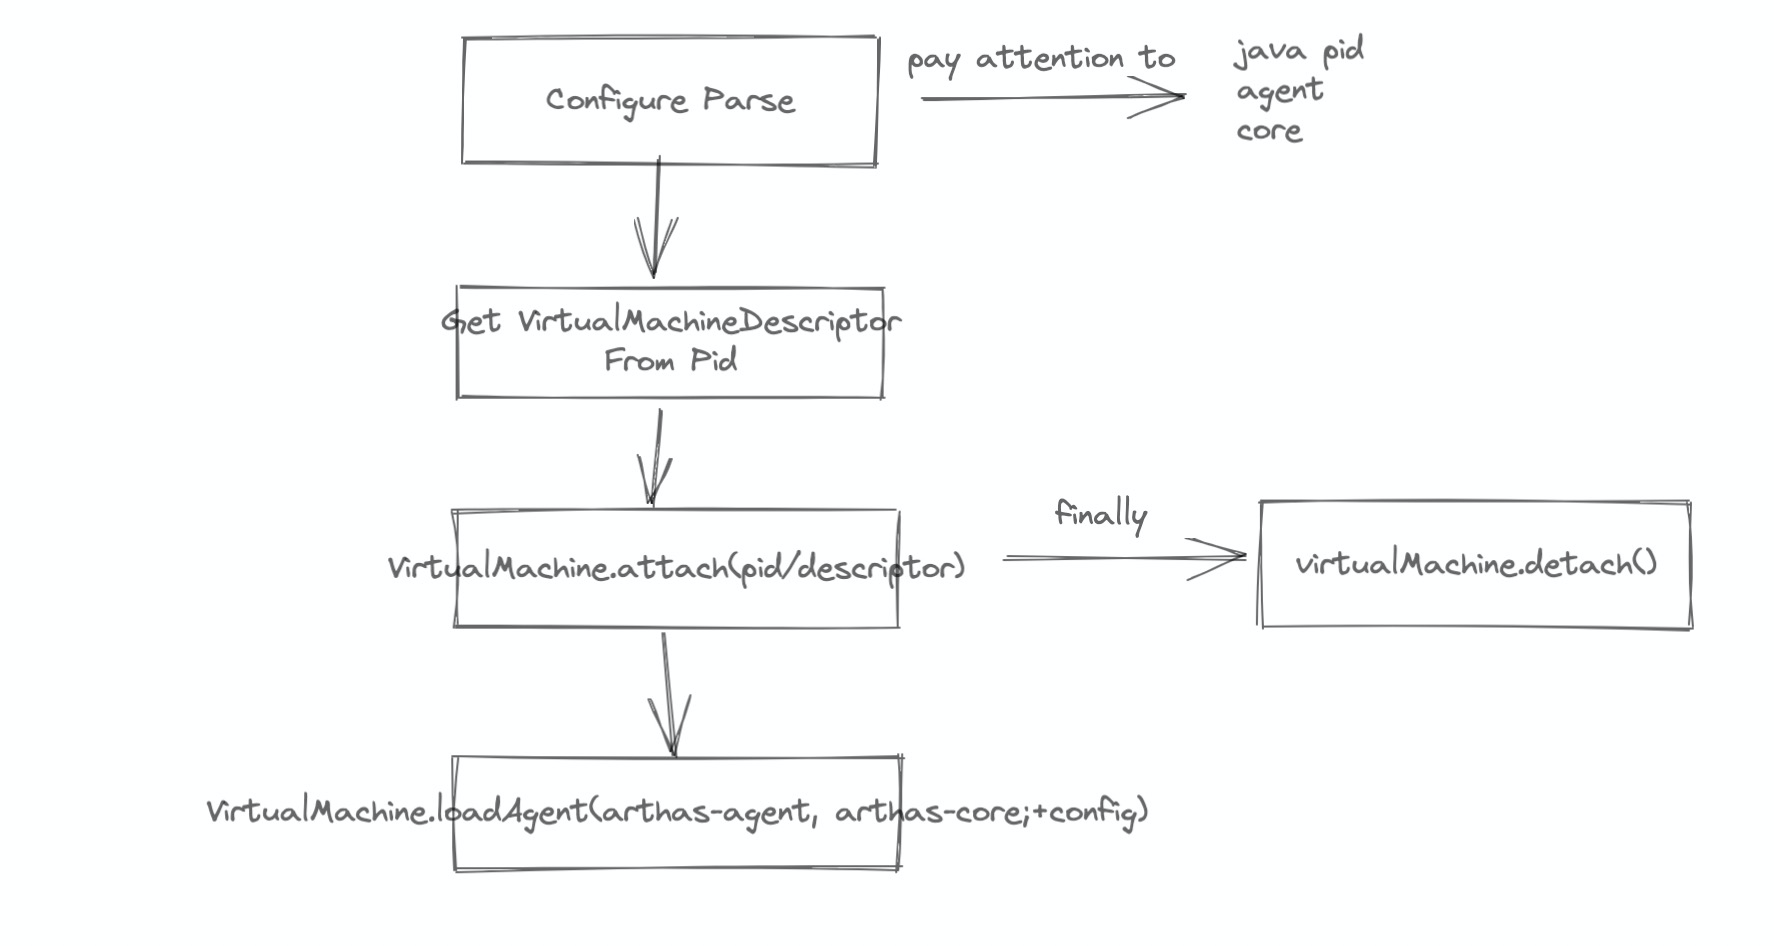 Configure Parse
pay attention to
java pid
agent
core
Get VirtualMachineDescriptor
From Pid
VirtualMachine.attach(pid/descriptor)
finally
virtualMachine.detach()
VirtualMachine.loadAgent(arthas-agent, arthas-core;+config)